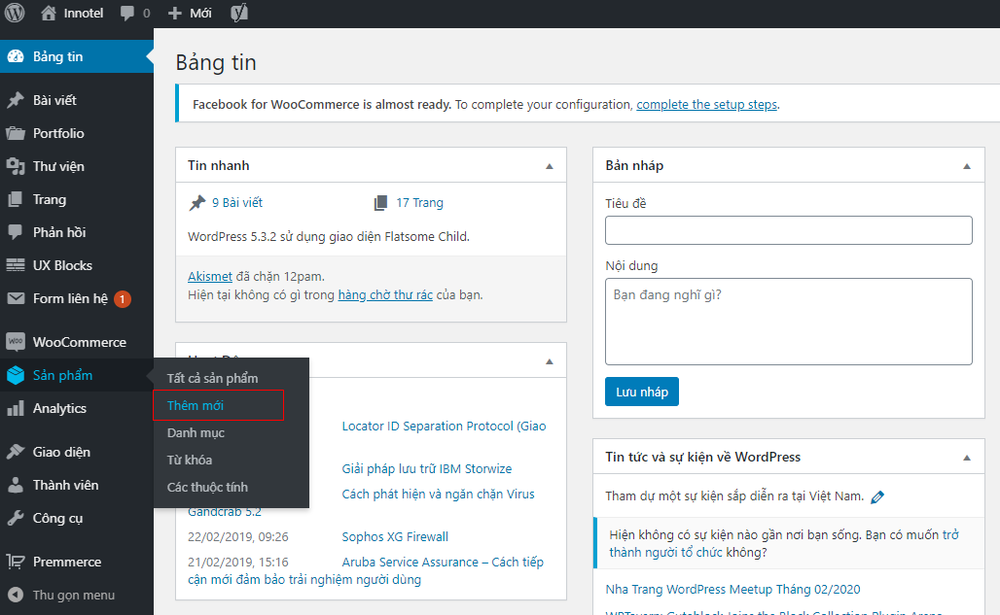 Innotel 0 Mới
Bảng tin
Bài viết
Portfolio
Thư viện
Trang
Phản hồi
UX Blocks
Form liên hệ 1
WooCommerce
Sản phẩm
Analytics
Giao diện
Thành viên
Công cụ
Premmerce
Thu gọn menu
Tất cả sản phẩm
Thêm mới
Danh mục
Từ khóa
Các thuộc tính
Bảng tin
Facebook for WooCommerce is almost ready. To complete your configuration, complete the setup steps.
Tin nhanh
9 Bài viết 17 Trang
WordPress 5.3.2 sử dụng giao diện Flatsome Child.
Akismet đã chặn 12pam.
Hiện tại không có gì trong hàng chờ thư rác của bạn.
Locator ID Separation Protocol (Giao
Giải pháp lưu trữ IBM Storwize
Cách phát hiện và ngăn chặn Virus
Gandcrab 5.2
22/02/2019, 09:26 Sophos XG Firewall
21/02/2019, 15:16 Aruba Service Assurance – Cách tiếp
cận mới đảm bảo trải nghiệm người dùng
Bản nháp
Tiêu đề
Nội dung
Bạn đang nghĩ gì?
Lưu nháp
Tin tức và sự kiện về WordPress
Tham dự một sự kiện sắp diễn ra tại Việt Nam.
Hiện không có sự kiện nào gần nơi bạn sống. Bạn có muốn trở
thành người tổ chức không?
Nha Trang WordPress Meetup Tháng 02/2020